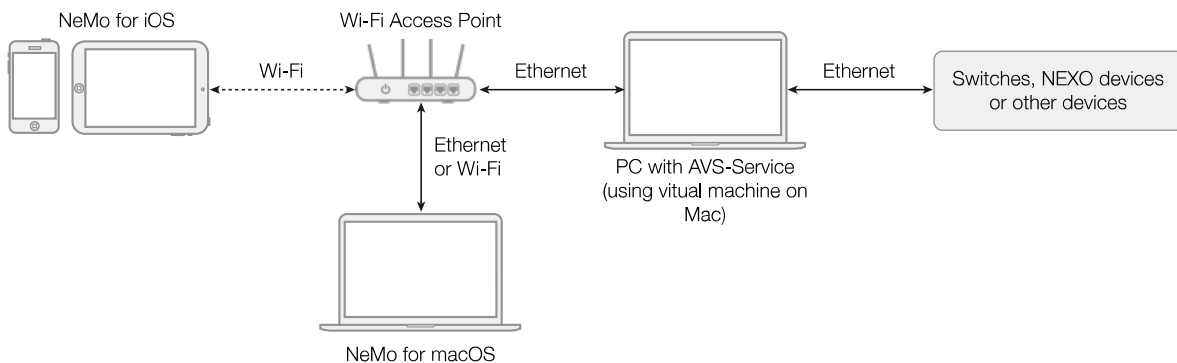 NeMo for iOS
Wi-Fi Access Point
Wi-Fi
Ethernet
Ethernet
Switches, NEXO devices
or other devices
Ethernet
or Wi-Fi
PC with AVS-Service
(using vitual machine on
Mac)
NeMo for macOS